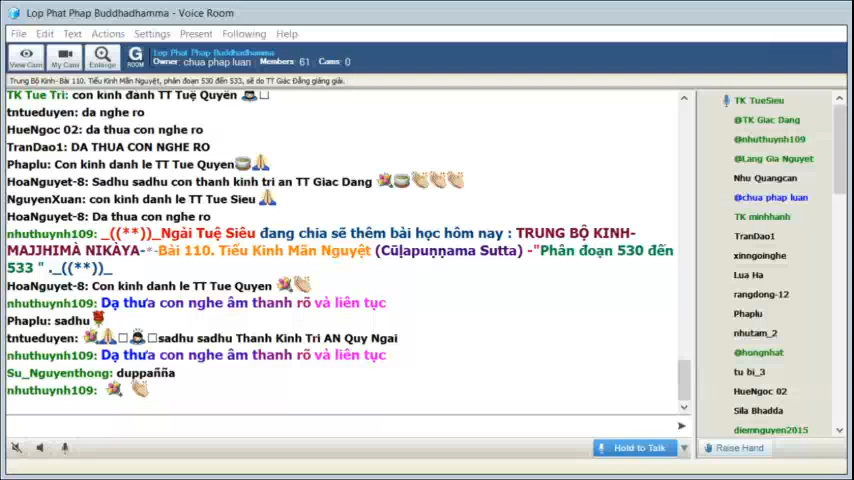 Lop Phat Phap Buddhadhamma - Voice Room
File Edit Text Actions Settings Present Following Help
View Cam My Cam Enlarge G ROOM
Lop Phat Phap Buddhadhamma
Owner: chua phap luan Members: 61 Cams: 0
Trung Bộ Kinh- Bài 110. Tiểu Kinh Mãn Nguyệt, phân đoạn 530 đến 533, sẽ do TT Giác Đẳng giảng giải.
TK Tue Tri: con kinh đảnh TT Tuệ Quyền
tntueduyen: da nghe ro
HueNgoc 02: da thua con nghe ro
TranDao1: DA THUA CON NGHE RO
Phaplu: Con kinh danh le TT Tue Quyen
HoaNguyet-8: Sadhu sadhu con thanh kinh tri an TT Giac Dang
NguyenXuan: con kinh danh le TT Tue Sieu
HoaNguyet-8: Da thua con nghe ro
nhuthuynh109: _((**))_Ngài Tuệ Siêu đang chia sẽ thêm bài học hôm nay : TRUNG BỘ KINH-
MAJJHIMÀ NIKÀYA-*-Bài 110. Tiểu Kinh Mãn Nguyệt (Cūḷapuṇṇama Sutta) -"Phân đoạn 530 đến
533 " ._((**))_
HoaNguyet-8: Con kinh danh le TT Tue Quyen
nhuthuynh109: Dạ thưa con nghe âm thanh rõ và liên tục
Phaplu: sadhu
tntueduyen: sadhu sadhu Thanh Kinh Tri AN Quy Ngai
nhuthuynh109: Dạ thưa con nghe âm thanh rõ và liên tục
Su_Nguyenthong: duppañña
nhuthuynh109:
Hold to Talk
Raise Hand
TK TueSieu
@TK Giac Dang
@nhuthuynh109
@Lang Gia Nguyet
Nhu Quangcan
@chua phap luan
TK minhhanh
TranDao1
xinngoinghe
Lua Ha
rangdong-12
Phaplu
nhutam_2
@hongnhat
tu bi_3
HueNgoc 02
Sila Bhadda
diemnguyen2015